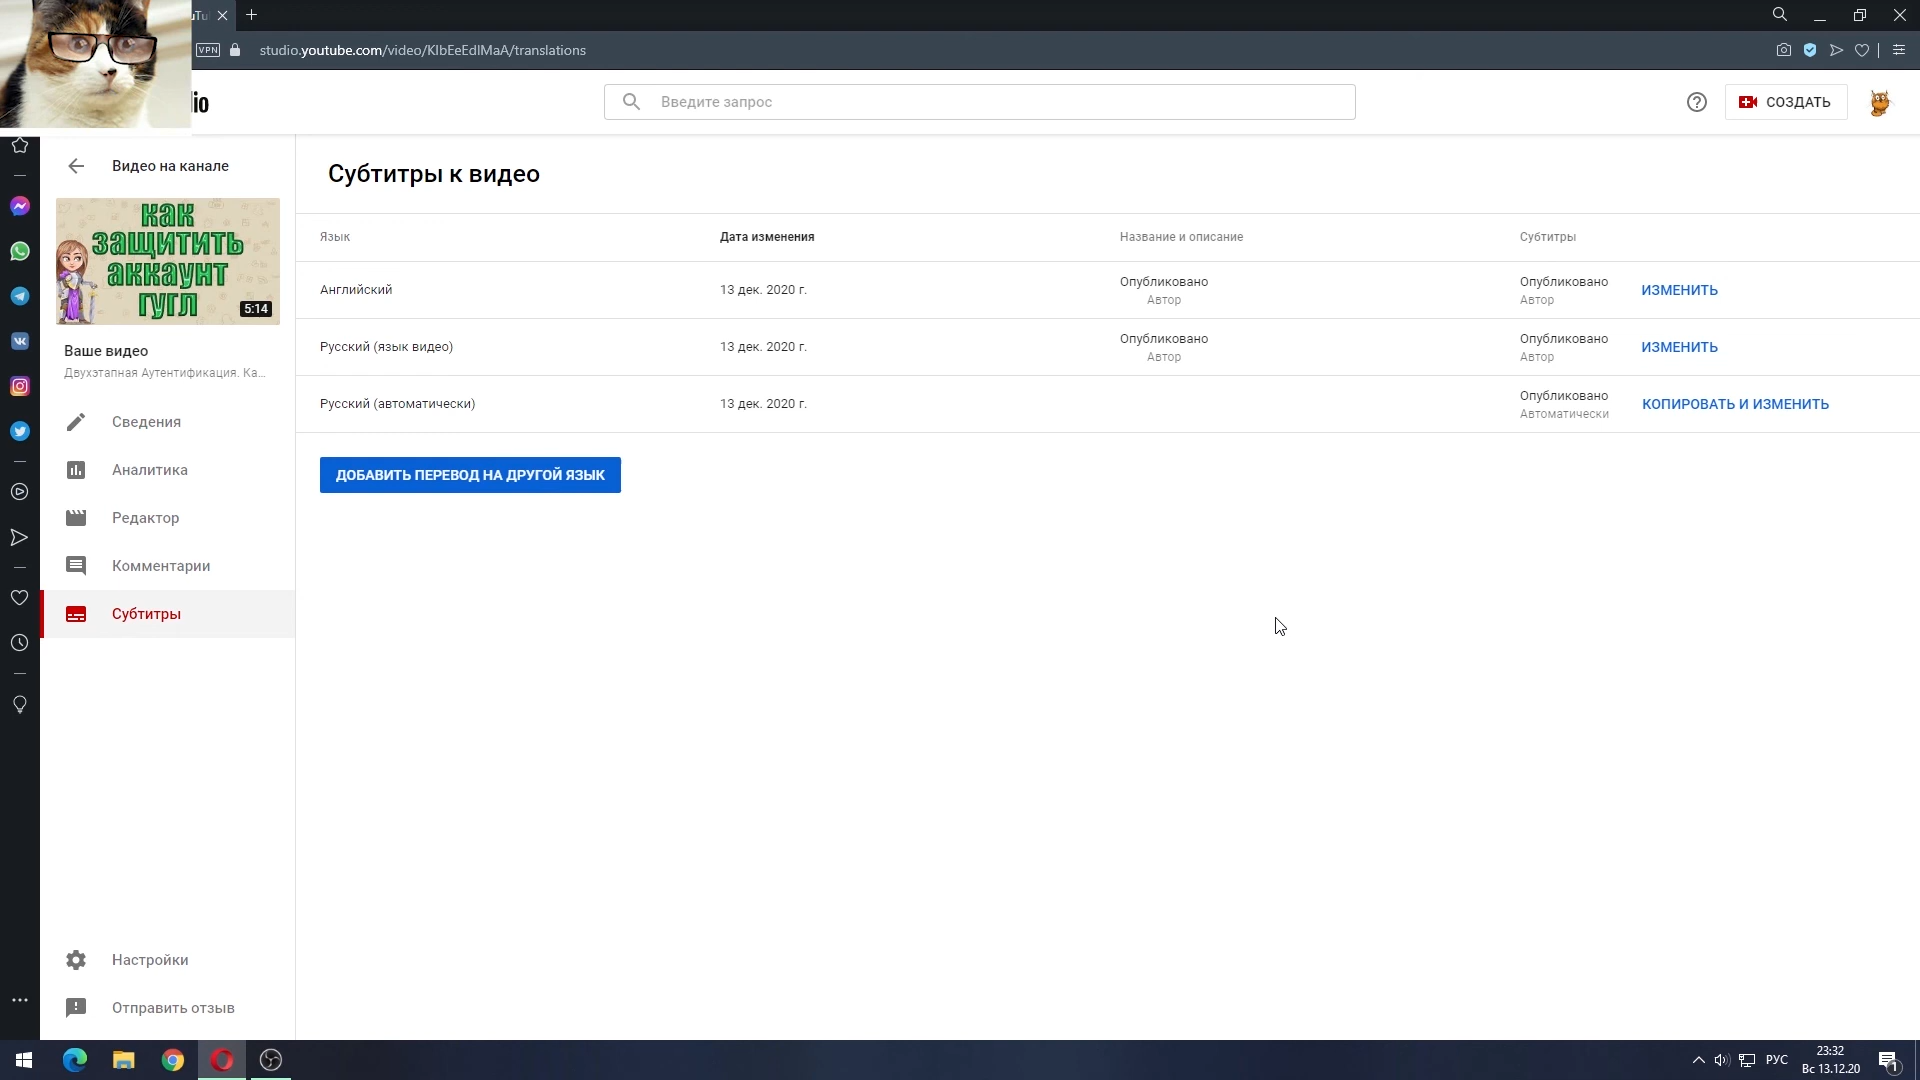 uTu
VPN
studio.youtube.com/video/KIbEeEdIMaA/translations
dio
Введите запрос
СОЗДАТЬ
Видео на канале
как
защитить
аккаунт
гугл
5:14
Ваше видео
Двухэтапная Аутентификация. Ка...
Сведения
Аналитика
Редактор
Комментарии
Субтитры
Настройки
Отправить отзыв
Субтитры к видео
Язык Дата изменения Название и описание Субтитры
Английский 13 дек. 2020 г. Опубликовано Опубликовано ИЗМЕНИТЬ
Автор Автор
Русский (язык видео) 13 дек. 2020 г. Опубликовано Опубликовано ИЗМЕНИТЬ
Автор Автор
Русский (автоматически) 13 дек. 2020 г. Опубликовано КОПИРОВАТЬ И ИЗМЕНИТЬ
Автоматически
ДОБАВИТЬ ПЕРЕВОД НА ДРУГОЙ ЯЗЫК
РУС
23:32
Вс 13.12.20
1